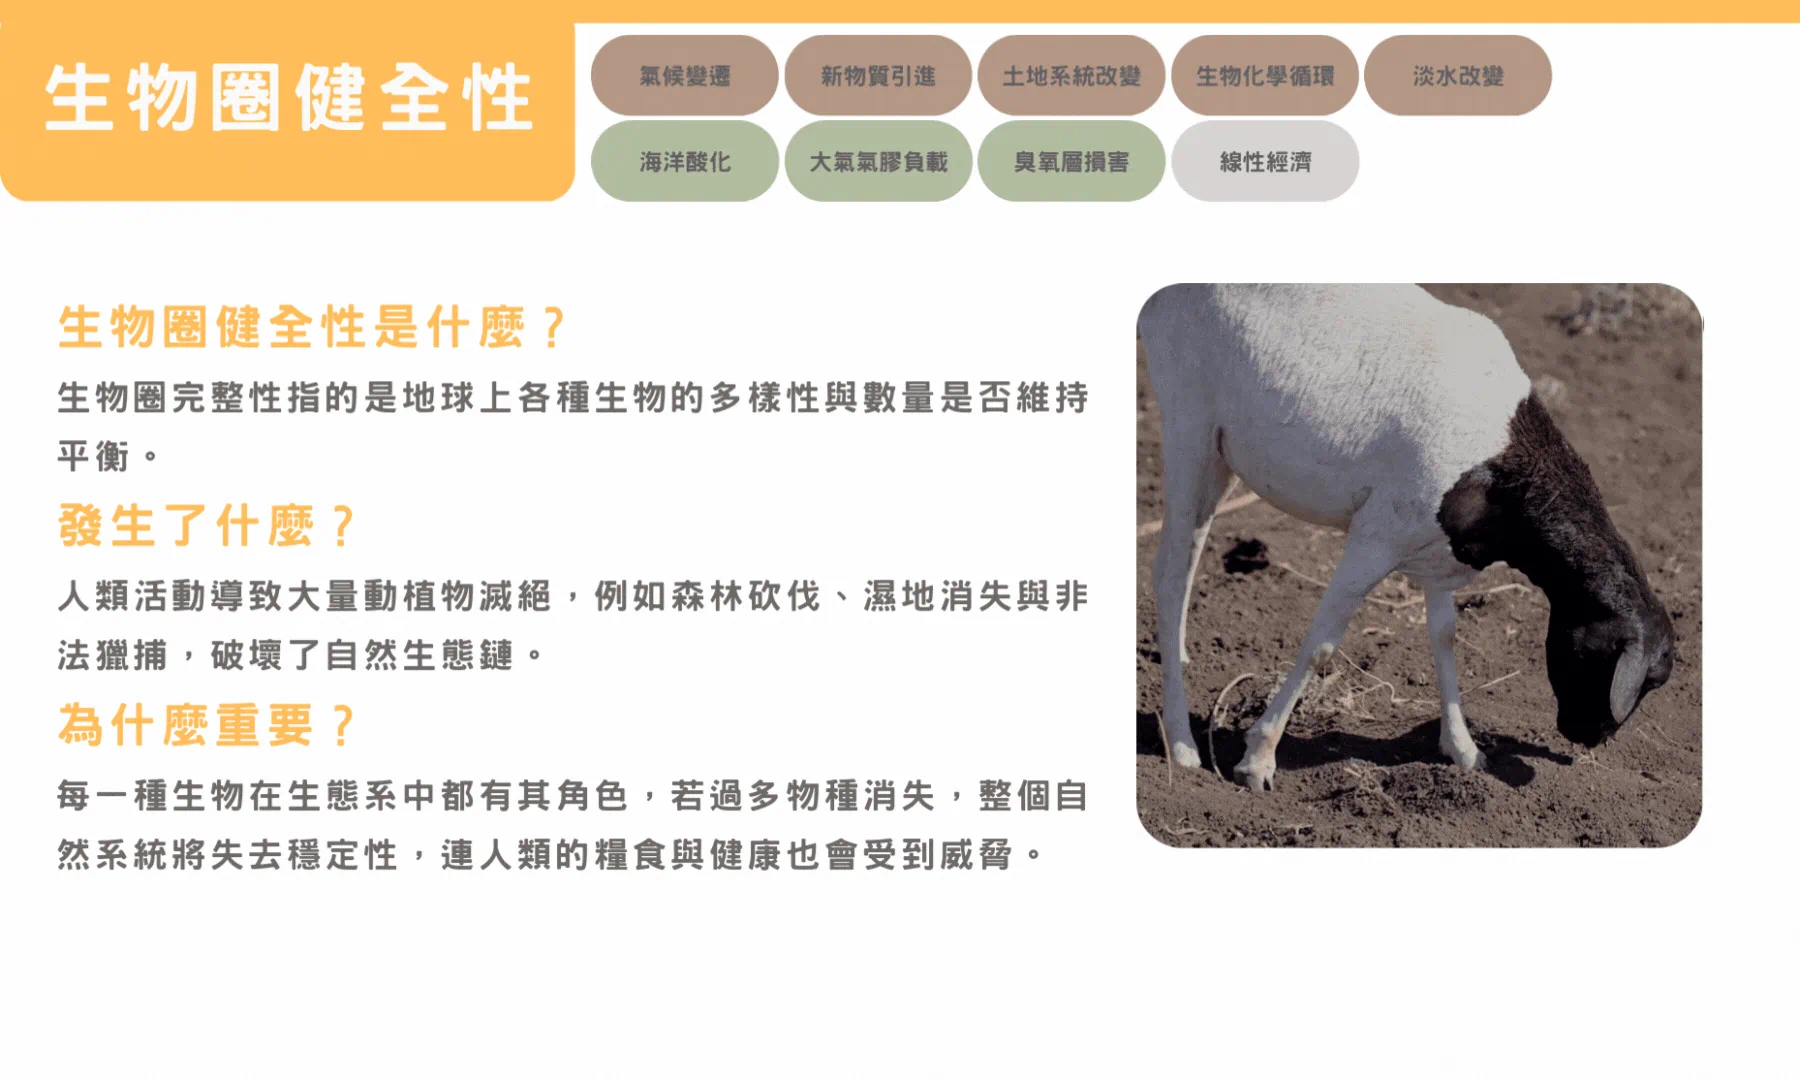 生物圈健全性
氣候變遷
新物質引進
土地系統改變
生物化學循環
淡水改變
海洋酸化
大氣氣膠負載
臭氧層損害
線性經濟
生物圈健全性是什麼？
生物圈完整性指的是地球上各種生物的多樣性與數量是否維持
平衡。
發生了什麼？
人類活動導致大量動植物滅絕，例如森林砍伐、濕地消失與非
法獵捕，破壞了自然生態鏈。
為什麼重要？
每一種生物在生態系中都有其角色，若過多物種消失，整個自
然系統將失去穩定性，連人類的糧食與健康也會受到威脅。